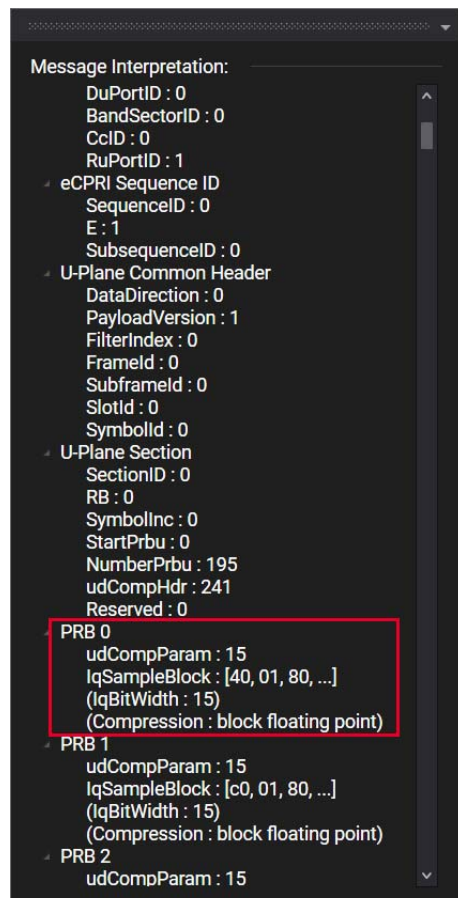 Message Interpretation:
DuPortID : 0
BandSectorID : 0
CcID : 0
RuPortID : 1
eCPRI Sequence ID
SequenceID : 0
E : 1
SubsequenceID : 0
U-Plane Common Header
DataDirection : 0
PayloadVersion : 1
FilterIndex : 0
FrameId : 0
SubframeId : 0
SlotId : 0
SymbolId : 0
U-Plane Section
SectionID : 0
RB : 0
SymbolInc : 0
StartPrbu : 0
NumberPrbu : 195
udCompHdr : 241
Reserved : 0
PRB 0
udCompParam : 15
IqSampleBlock : [40, 01, 80, ...]
(IqBitWidth : 15)
(Compression : block floating point)
PRB 1
udCompParam : 15
IqSampleBlock : [c0, 01, 80, ...]
(IqBitWidth : 15)
(Compression : block floating point)
PRB 2
udCompParam : 15